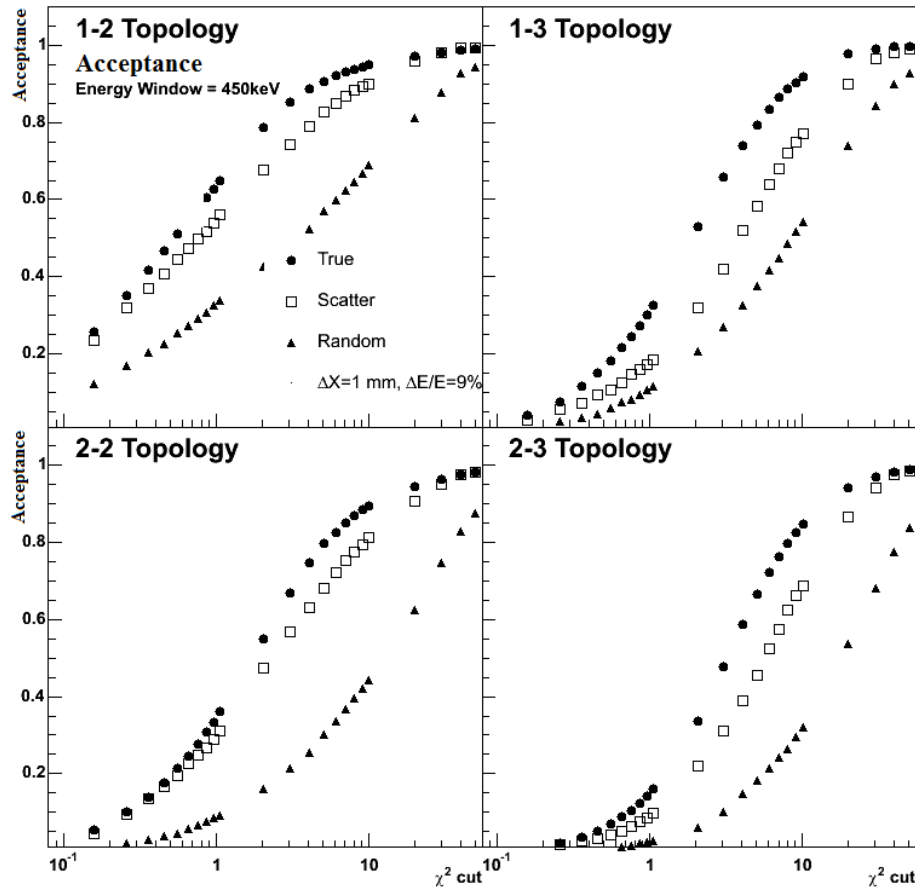 1-2 Topology
Acceptance
Energy Window = 450keV
Acceptance
1
0.8
0.6
0.4
0.2
True
Scatter
Random
ΔX=1 mm, ΔE/E=9%
1-3 Topology
2-2 Topology
Acceptance
1
0.8
0.6
0.4
0.2
10⁻¹
1
10
χ² cut
2-3 Topology
10⁻¹
1
10
χ² cut